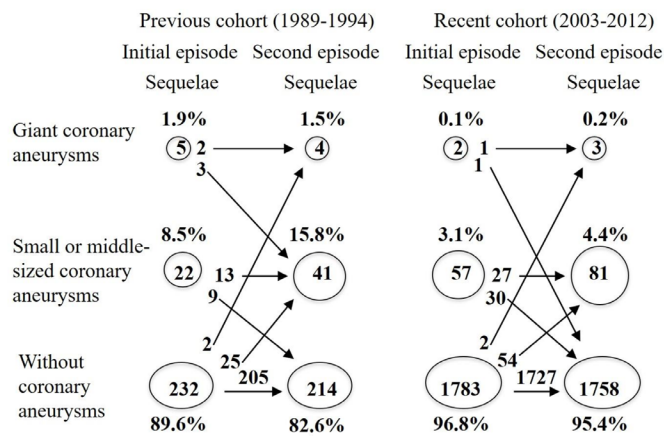 Previous cohort (1989-1994) Recent cohort (2003-2012)
Initial episode Second episode Initial episode Second episode
Sequelae Sequelae Sequelae Sequelae
1.9% 1.5% 0.1% 0.2%
Giant coronary
aneurysms
5 2 4 2 1 3
3 1
8.5% 15.8% 3.1% 4.4%
Small or middle-
sized coronary
aneurysms
22 13 41 57 27 81
9 30
2 2
25 54
205 1727
Without
coronary
aneurysms
232 214 1783 1758
89.6% 82.6% 96.8% 95.4%